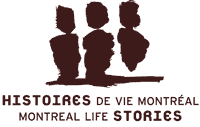 HISTOIRES DE VIE MONTRÉAL
MONTREAL LIFE STORIES